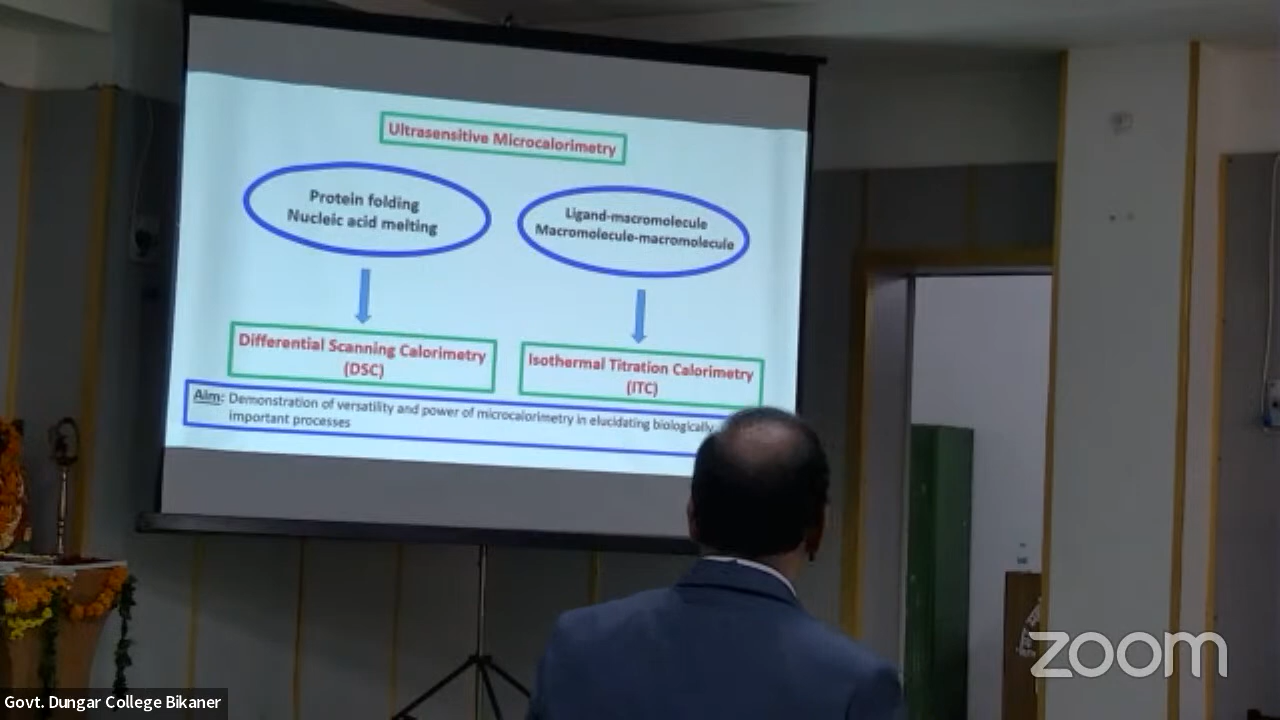 Ultrasensitive Microcalorimetry
Protein folding
Nucleic acid melting
Ligand-macromolecule
Macromolecule-macromolecule
Differential Scanning Calorimetry
(DSC)
Isothermal Titration Calorimetry
(ITC)
Aim: Demonstration of versatility and power of microcalorimetry in elucidating biologically
important processes
zoom
Govt. Dungar College Bikaner